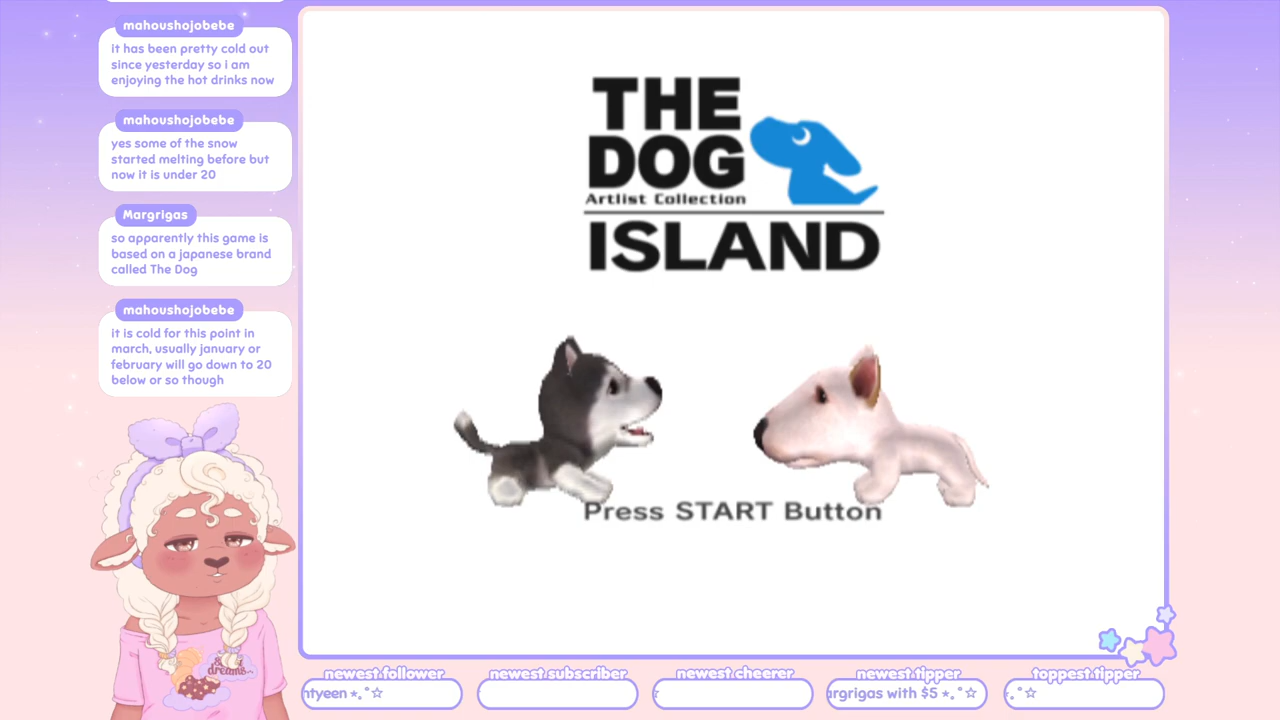 mahoushojobebe
it has been pretty cold out
since yesterday so i am
enjoying the hot drinks now
mahoushojobebe
yes some of the snow
started melting before but
now it is under 20
Margrigas
so apparently this game is
based on a japanese brand
called The Dog
mahoushojobebe
it is cold for this point in
march, usually january or
february will go down to 20
below or so though
THE
DOG
Artlist Collection
ISLAND
Press START Button
& dreams
newest follower
newest subscriber
newest cheerer
newest tipper
toppest tipper
ntyeen ⋆｡˚☆
argrigas with $5 ⋆｡˚☆
⋆｡˚☆